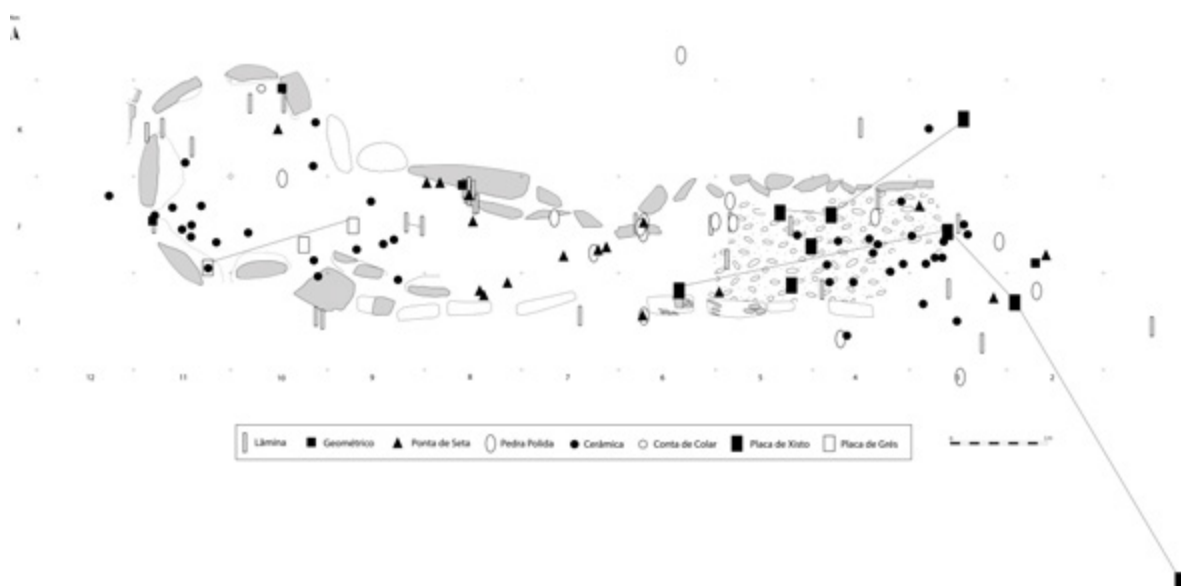 K
J
I
12 11 10 9 8 7 6 5 4 3 2
Lâmina Geométrico Ponta de Seta Pedra Polida Cerâmica Conta de Colar Placa de Xisto Placa de Grés